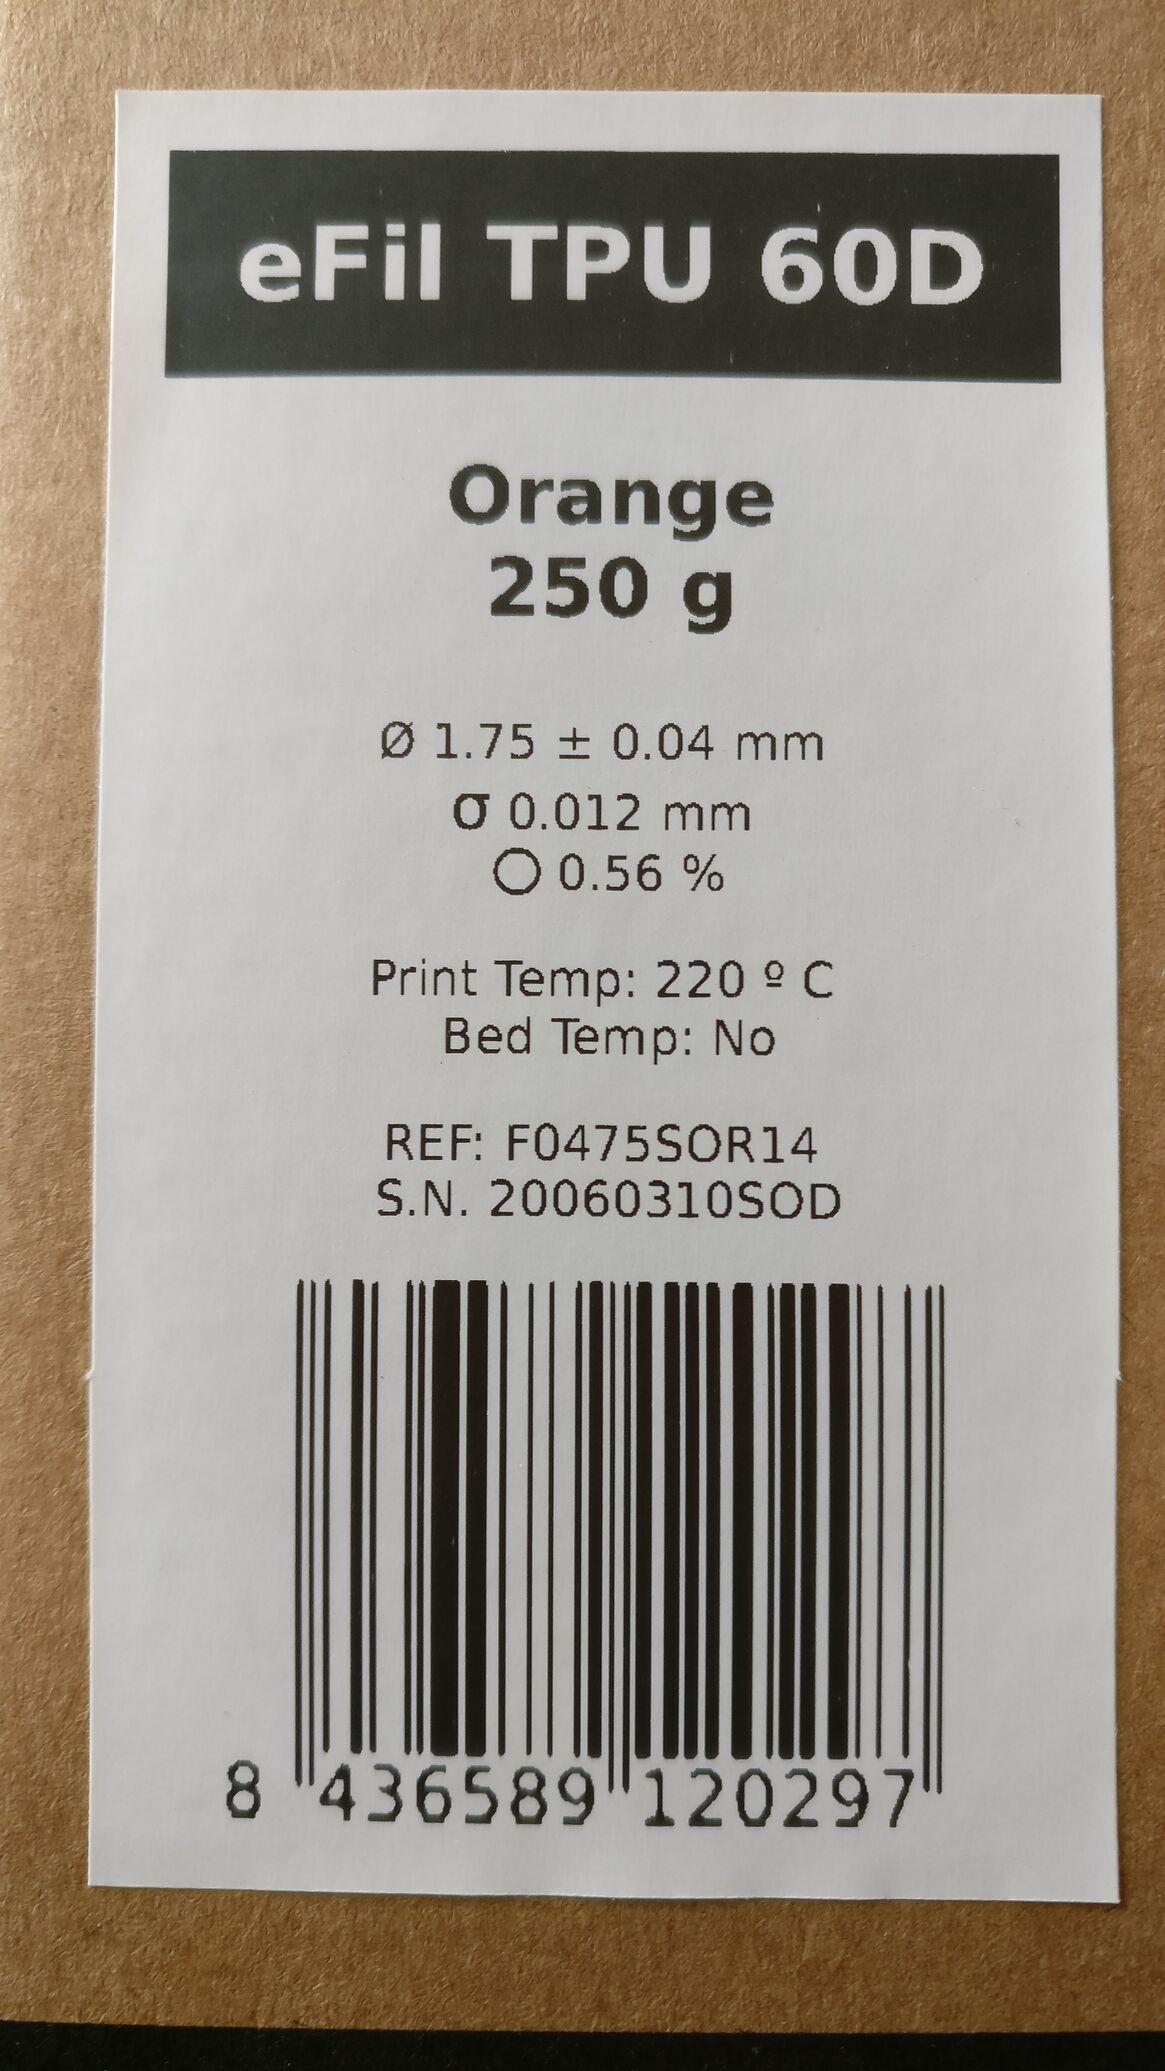 eFil TPU 60D
Orange
250 g
Ø 1.75 ± 0.04 mm
σ 0.012 mm
○ 0.56 %
Print Temp: 220 º C
Bed Temp: No
REF: F0475SOR14
S.N. 20060310SOD
8 436589 120297